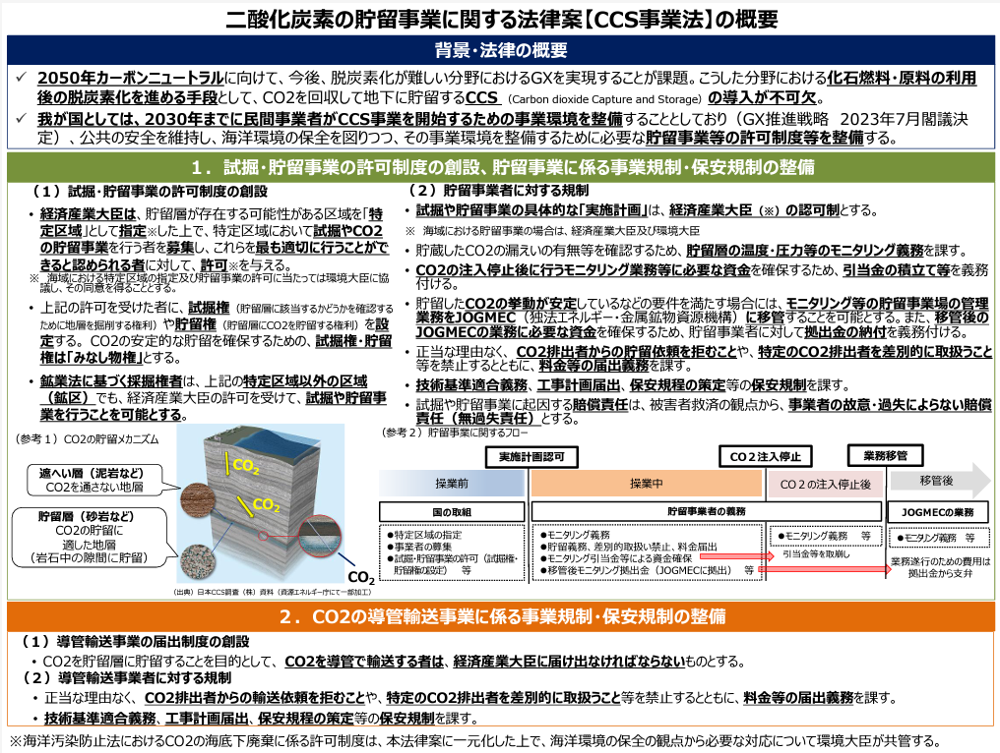 二酸化炭素の貯留事業に関する法律案【CCS事業法】の概要
背景・法律の概要
✓ 2050年カーボンニュートラルに向けて、今後、脱炭素化が難しい分野におけるGXを実現することが課題。こうした分野における化石燃料・原料の利用
後の脱炭素化を進める手段として、CO2を回収して地下に貯留するCCS（Carbon dioxide Capture and Storage）の導入が不可欠。
✓ 我が国としては、2030年までに民間事業者がCCS事業を開始するための事業環境を整備することとしており（GX推進戦略　2023年7月閣議決
定）、公共の安全を維持し、海洋環境の保全を図りつつ、その事業環境を整備するために必要な貯留事業等の許可制度等を整備する。
１．試掘・貯留事業の許可制度の創設、貯留事業に係る事業規制・保安規制の整備
（１）試掘・貯留事業の許可制度の創設
• 経済産業大臣は、貯留層が存在する可能性がある区域を「特
定区域」として指定※した上で、特定区域において試掘やCO2
の貯留事業を行う者を募集し、これらを最も適切に行うことがで
きると認められる者に対して、許可※を与える。
※ 海域における特定区域の指定及び貯留事業の許可に当たっては環境大臣に協
議し、その同意を得ることとする。
• 上記の許可を受けた者に、試掘権（貯留層に該当するかどうかを確認する
ために地層を掘削する権利）や貯留権（貯留層にCO2を貯留する権利）を設
定する。CO2の安定的な貯留を確保するための、試掘権・貯留
権は「みなし物権」とする。
• 鉱業法に基づく採掘権者は、上記の特定区域以外の区域
（鉱区）でも、経済産業大臣の許可を受けて、試掘や貯留事
業を行うことを可能とする。
（２）貯留事業者に対する規制
• 試掘や貯留事業の具体的な「実施計画」は、経済産業大臣（※）の認可制とする。
※ 海域における貯留事業の場合は、経済産業大臣及び環境大臣
• 貯蔵したCO2の漏えいの有無等を確認するため、貯留層の温度・圧力等のモニタリング義務を課する。
• CO2の注入停止後に行うモニタリング業務等に必要な資金を確保するため、引当金の積立て等を義務
付ける。
• 貯留したCO2の挙動が安定しているなどの要件を満たす場合には、モニタリング等の貯留事業場の管理
業務をJOGMEC（独法エネルギー・金属鉱物資源機構）に移管することを可能とする。また、移管後の
JOGMECの業務に必要な資金を確保するため、貯留事業者に対して拠出金の納付を義務付ける。
• 正当な理由なく、CO2排出者からの貯留依頼を拒むことや、特定のCO2排出者を差別的に取扱うこと
等を禁止するとともに、料金等の届出義務を課する。
• 技術基準適合義務、工事計画届出、保安規程の策定等の保安規制を課する。
• 試掘や貯留事業に起因する賠償責任は、被害者救済の観点から、事業者の故意・過失によらない賠償
責任（無過失責任）とする。
（参考１）CO2の貯留メカニズム
遮へい層（泥岩など）
CO2を通さない地層
貯留層（砂岩など）
CO2の貯留に
適した地層
（岩石中の隙間に貯留）
CO2
CO2
CO2
（出典）日本CCS調査（株）資料（資源エネルギー庁にて一部加工）
（参考２）貯留事業に関するフロー
実施計画認可
CO２注入停止
業務移管
操業前
操業中
CO２の注入停止後
移管後
国の取組
貯留事業者の義務
JOGMECの業務
●特定区域の指定
●事業者の募集
●試掘・貯留事業の許可（試掘権・
貯留権の設定）　等
●モニタリング義務
●貯留義務、差別的取扱い禁止、料金届出
●モニタリング引当金等による資金確保
●移管後モニタリング拠出金（JOGMECに拠出）　等
●モニタリング義務　等
引当金等を取崩し
●モニタリング義務　等
業務遂行のための費用は
拠出金から支弁
２．CO2の導管輸送事業に係る事業規制・保安規制の整備
（１）導管輸送事業の届出制度の創設
• CO2を貯留層に貯留することを目的として、CO2を導管で輸送する者は、経済産業大臣に届け出なければならないものとする。
（２）導管輸送事業者に対する規制
• 正当な理由なく、CO2排出者からの輸送依頼を拒むことや、特定のCO2排出者を差別的に取扱うこと等を禁止するとともに、料金等の届出義務を課する。
• 技術基準適合義務、工事計画届出、保安規程の策定等の保安規制を課する。
※海洋汚染防止法におけるCO2の海底下廃棄に係る許可制度は、本法律案に一元化した上で、海洋環境の保全の観点から必要な対応について環境大臣が共管する。